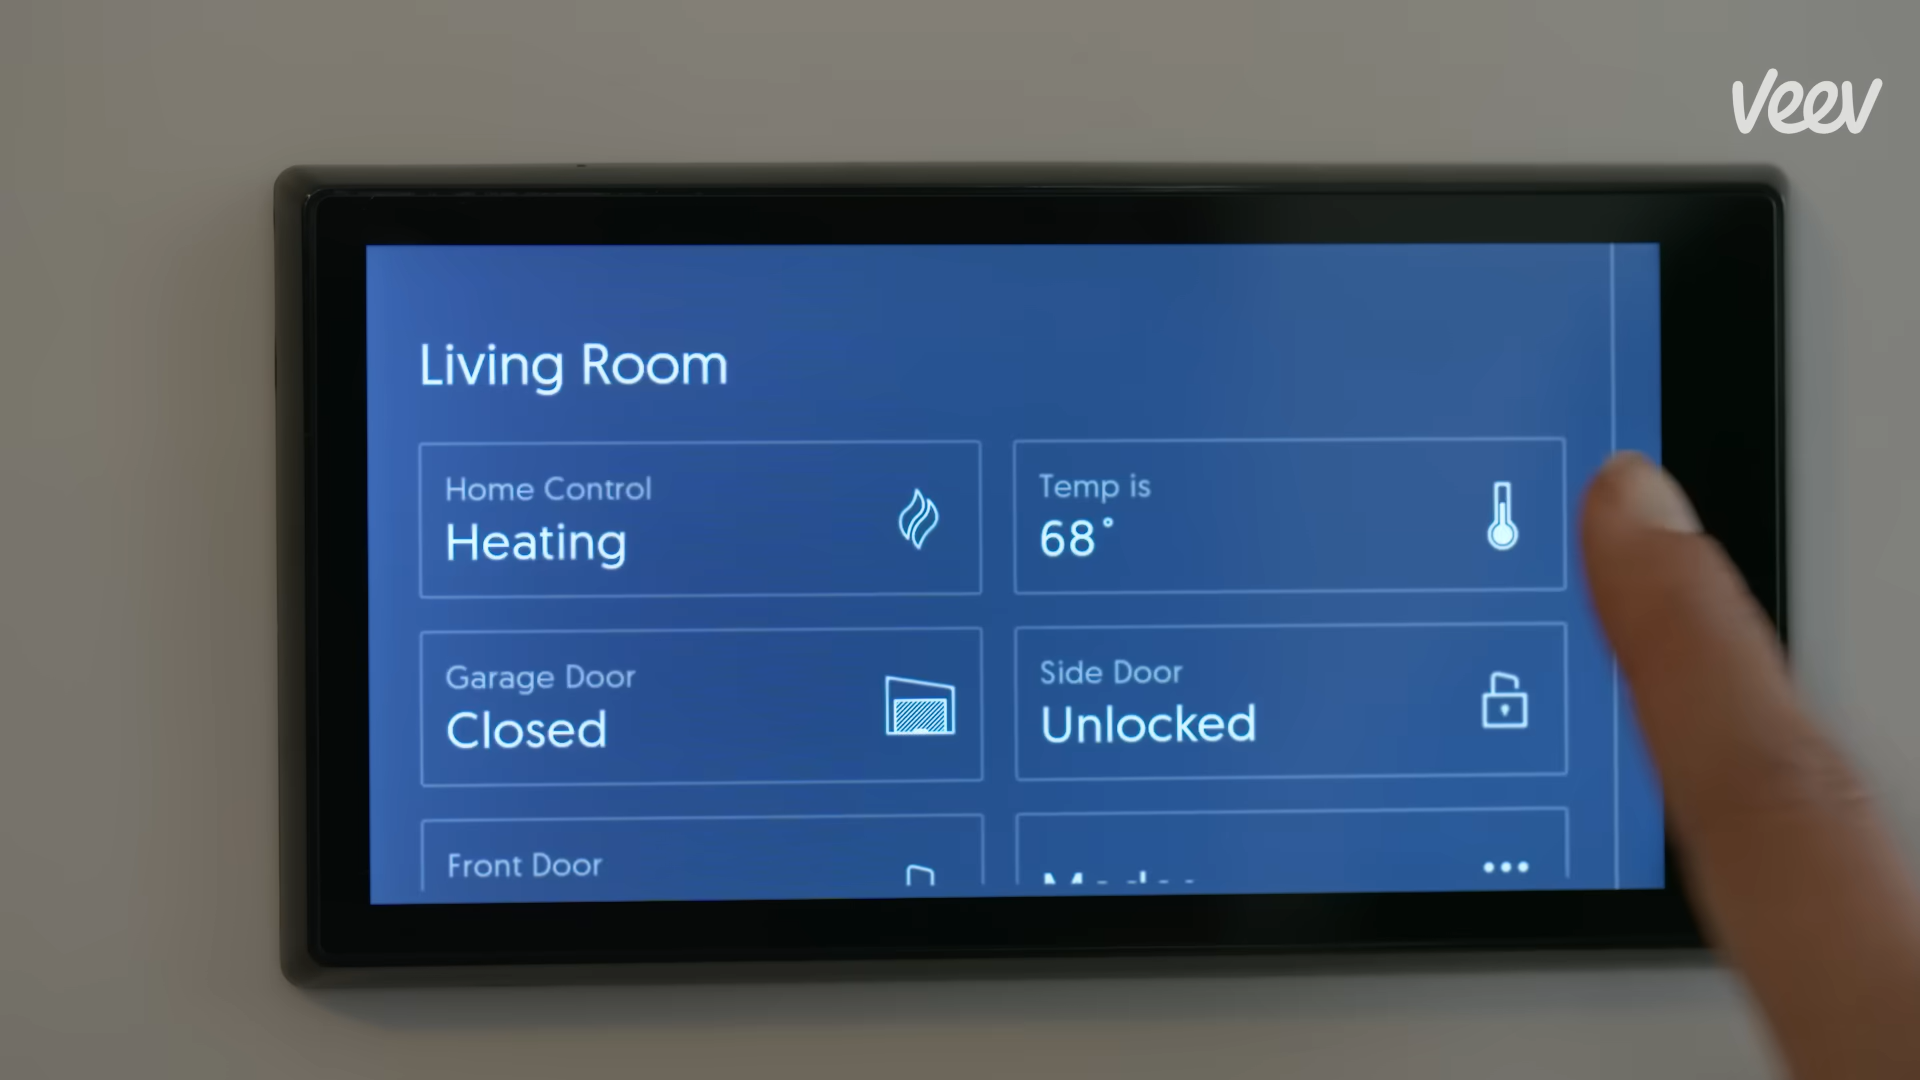 veev
Living Room
Home Control
Heating
Temp is
68°
Garage Door
Closed
Side Door
Unlocked
Front Door